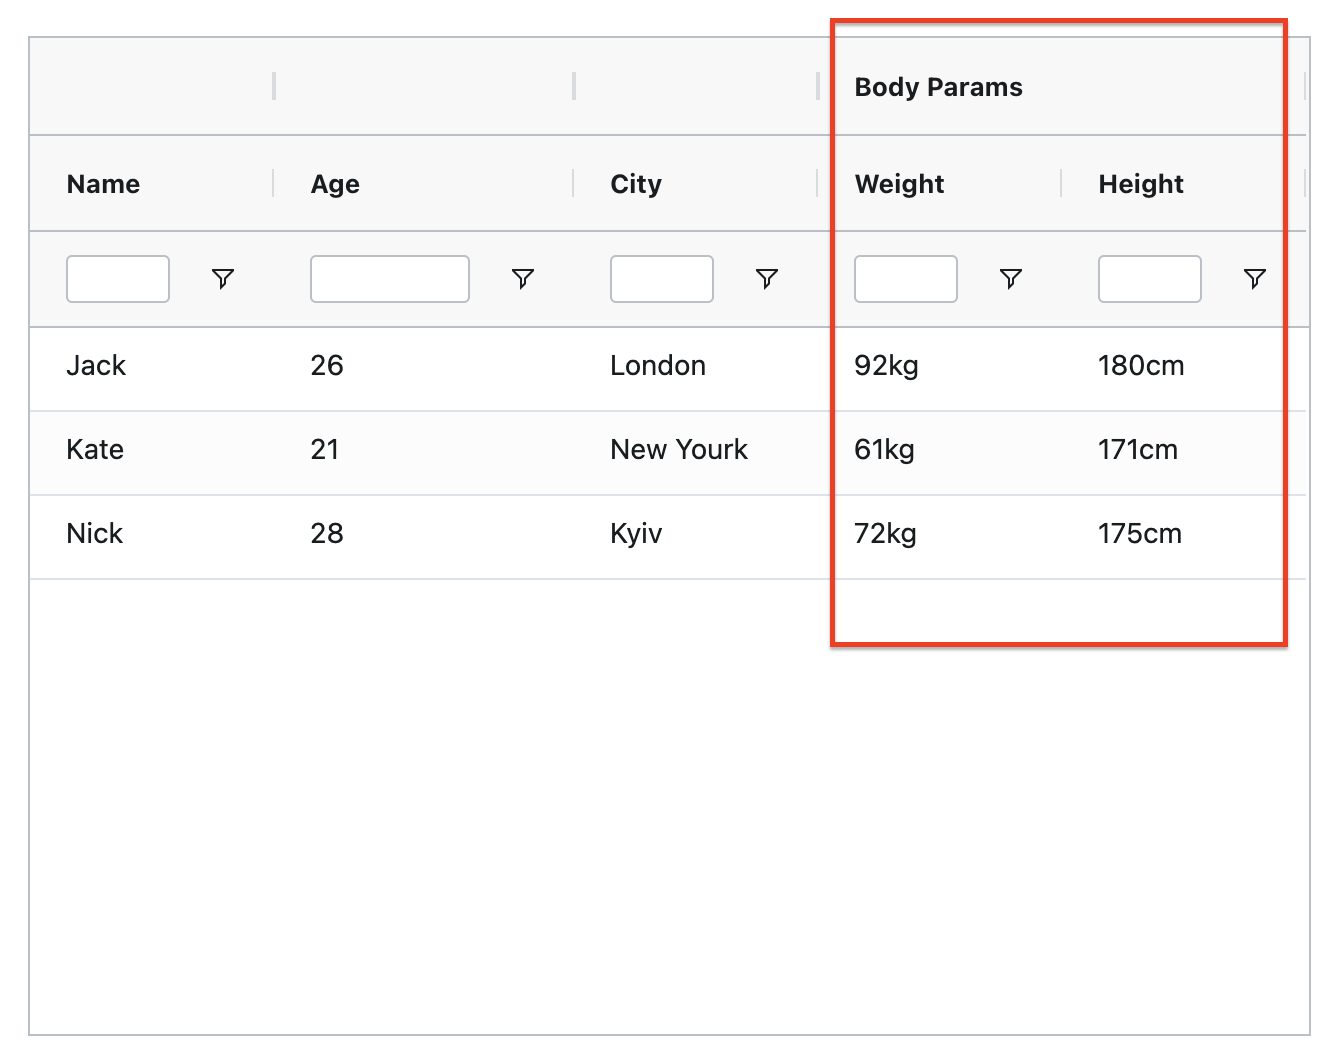 Body Params
Name Age City Weight Height
Jack 26 London 92kg 180cm
Kate 21 New Yourk 61kg 171cm
Nick 28 Kyiv 72kg 175cm